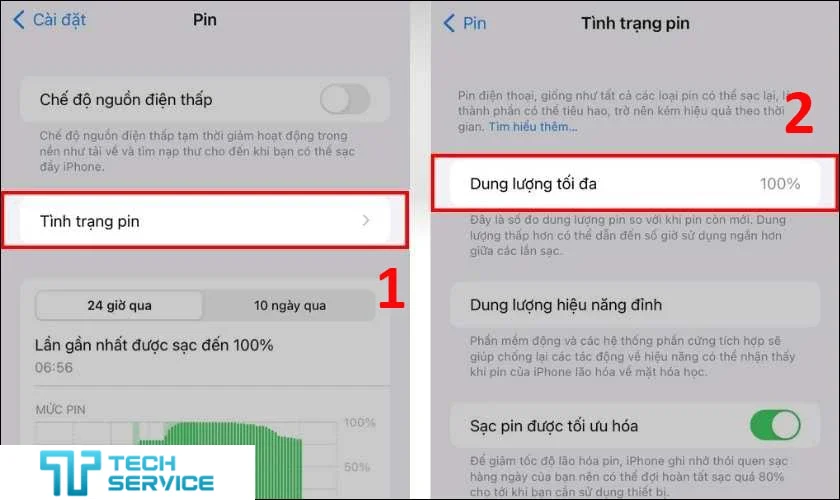 Cài đặt
Pin
Chế độ nguồn điện thấp
Chế độ nguồn điện thấp tạm thời giảm hoạt động trong
nền như tải về và tìm nạp thư cho đến khi bạn có thể sạc
đầy iPhone.
Tình trạng pin
1
24 giờ qua
10 ngày qua
Lần gần nhất được sạc đến 100%
06:56
MỨC PIN
100%
50%
TECH
SERVICE
Pin
Tình trạng pin
Pin điện thoại, giống như tất cả các loại pin có thể sạc lại, là
thành phần có thể tiêu hao, trở nên kém hiệu quả theo thời
gian. Tìm hiểu thêm...
2
Dung lượng tối đa
100%
Đây là số đo dung lượng pin so với khi pin còn mới. Dung
lượng thấp hơn có thể dẫn đến số giờ sử dụng ngắn hơn
giữa các lần sạc.
Dung lượng hiệu năng đỉnh
Phần mềm động và các hệ thống phần cứng tích hợp sẽ
giúp chống lại các tác động về hiệu năng có thể nhận thấy
khi pin của iPhone lão hóa về mặt hóa học.
Sạc pin được tối ưu hóa
Để giảm tốc độ lão hóa pin, iPhone ghi nhớ thói quen sạc
hàng ngày của bạn nên có thể đợi hoàn tất sạc quá 80%
cho tới khi bạn cần sử dụng thiết bị.